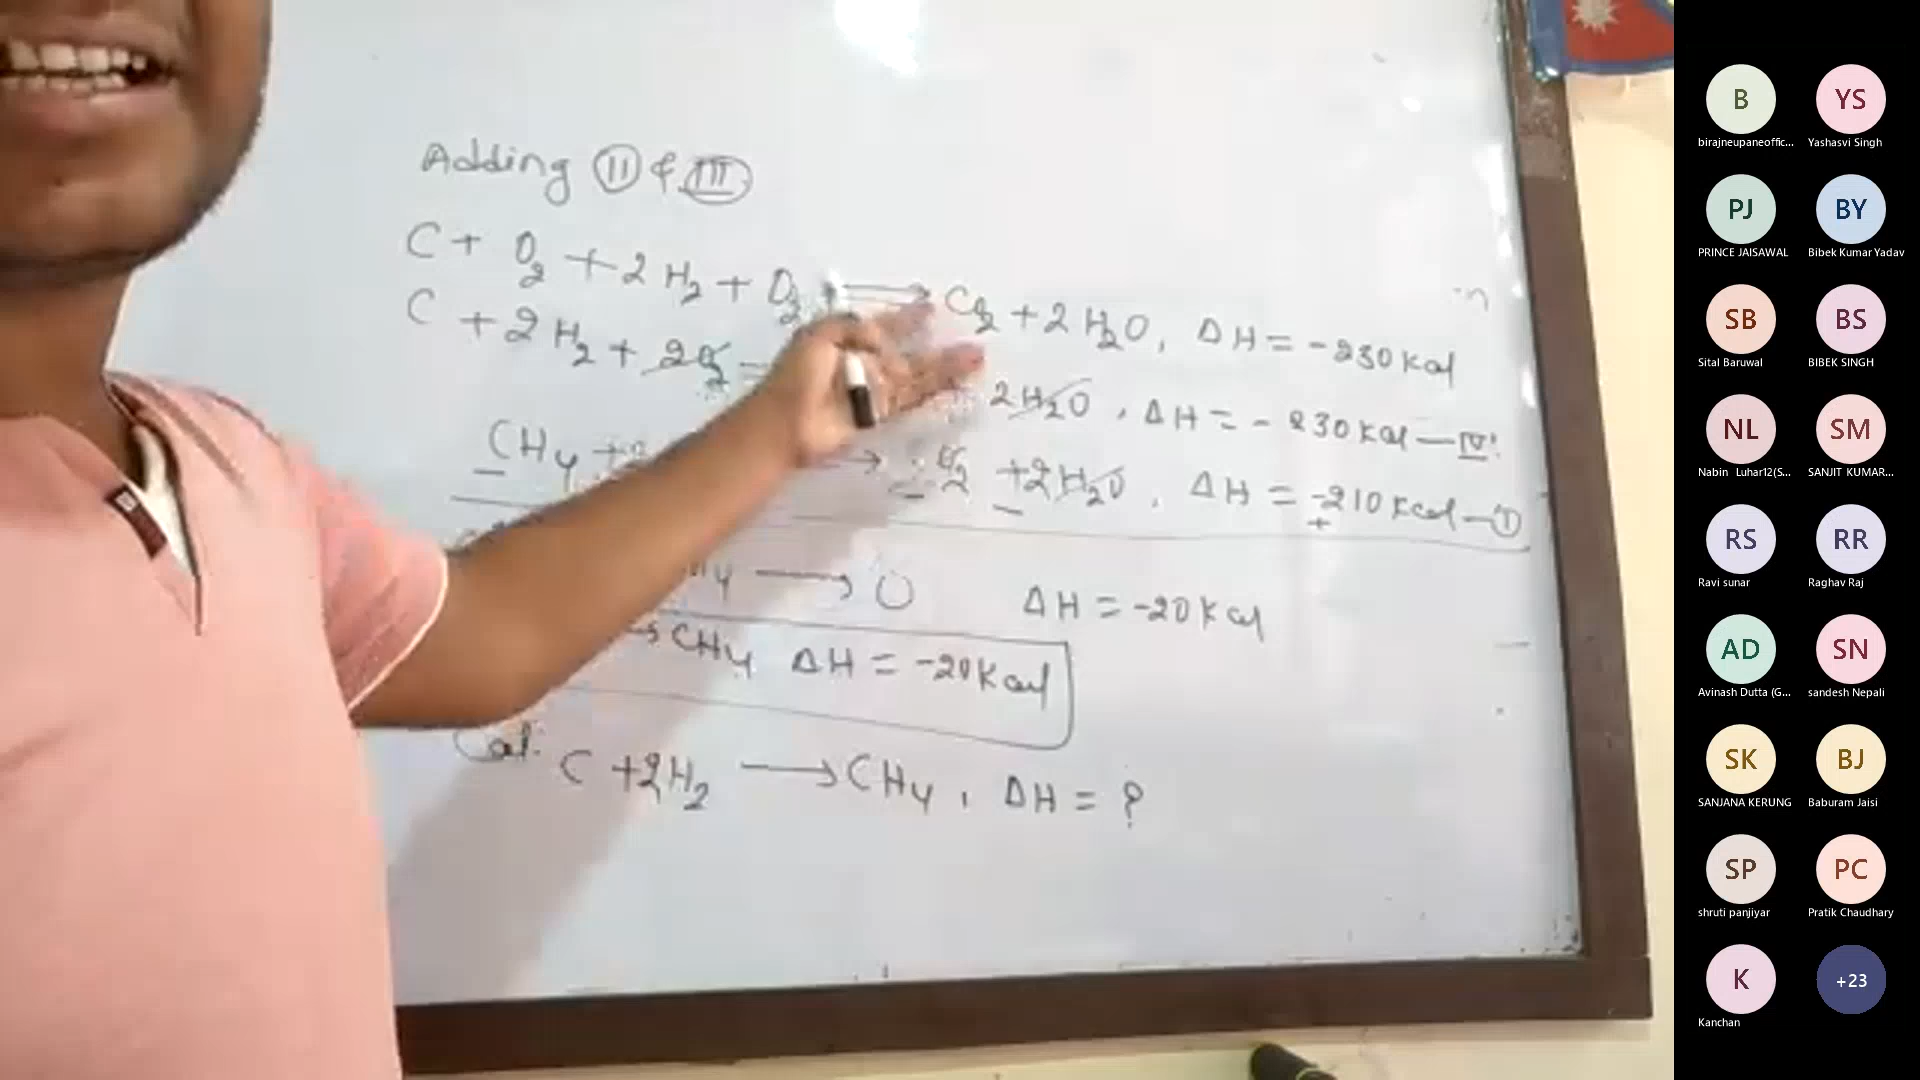 Adding II & III
C + O2 + 2H2 + O2 → CO2 + 2H2O, ΔH = -230 Kcal
C + 2H2 + 2O2 = 2H2O, ΔH = -230 Kcal — IV
CH4 + → O2 + 2H2O, ΔH = -210 Kcal — I
+
→ O ΔH = -20 Kcal
→ CH4 ΔH = -20 Kcal
Cal: C + 2H2 → CH4, ΔH = ?
B
birajneupaneoffic...
YS
Yashasvi Singh
PJ
PRINCE JAISAWAL
BY
Bibek Kumar Yadav
SB
Sital Baruwal
BS
BIBEK SINGH
NL
Nabin Luhar12(S...
SM
SANJIT KUMAR...
RS
Ravi sunar
RR
Raghav Raj
AD
Avinash Dutta (G...
SN
sandesh Nepali
SK
SANJANA KERUNG
BJ
Baburam Jaisi
SP
shruti panjiyar
PC
Pratik Chaudhary
K
Kanchan
+23